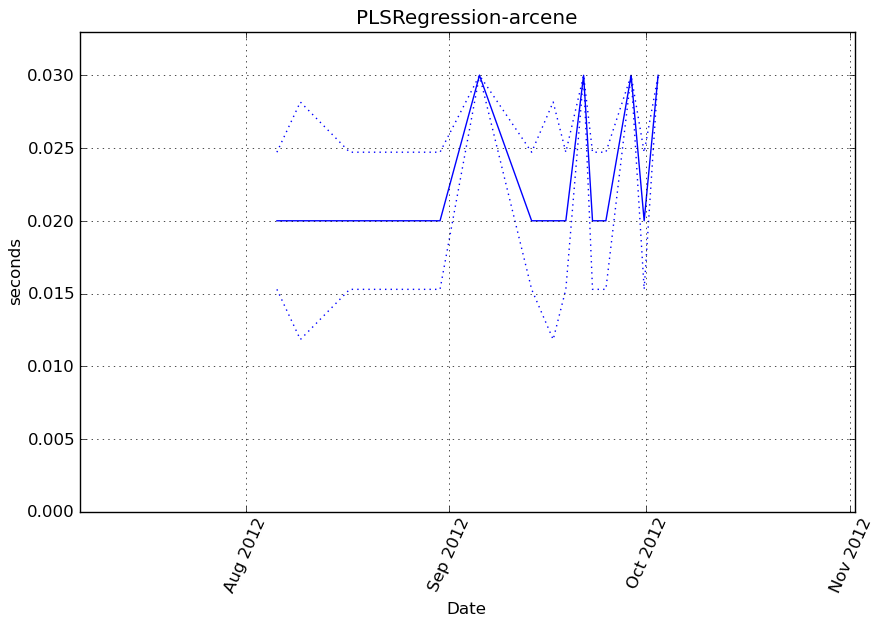 PLSRegression-arcene
0.030
0.025
0.020
0.015
0.010
0.005
0.000
seconds
Aug 2012
Sep 2012
Oct 2012
Nov 2012
Date